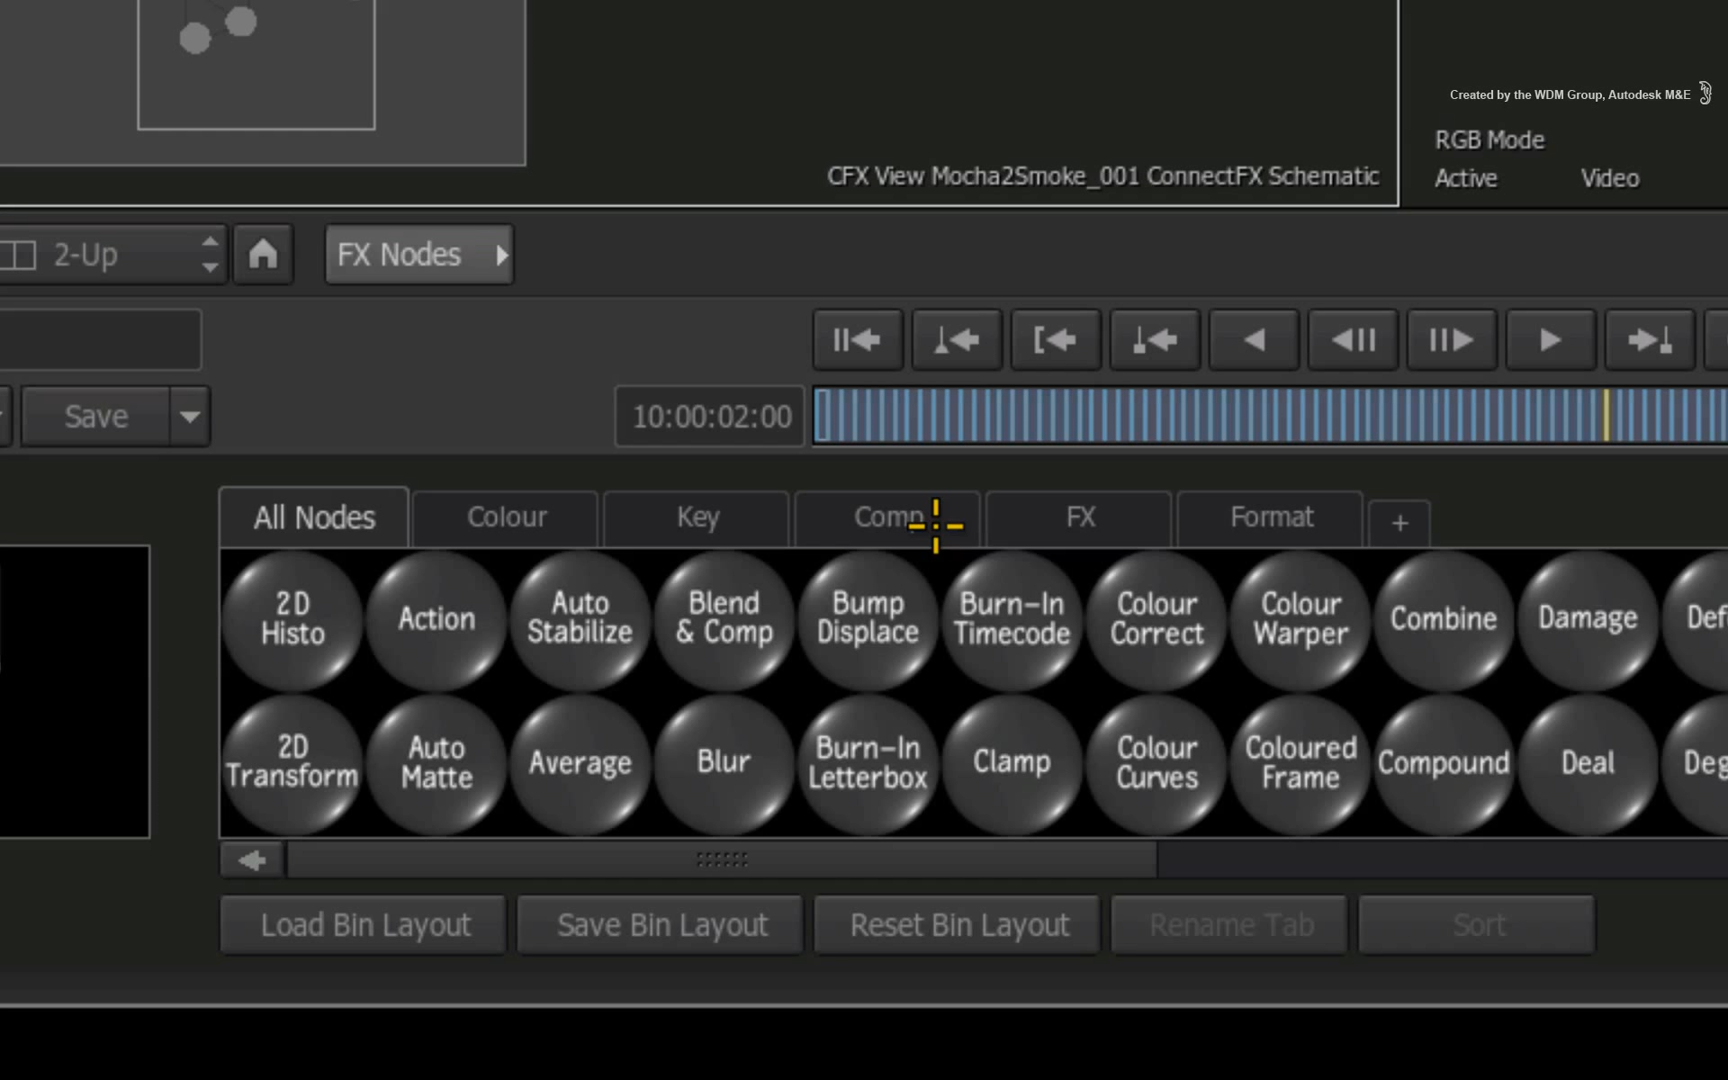 Created by the WDM Group, Autodesk M&E
RGB Mode
CFX View Mocha2Smoke_001 ConnectFX Schematic
Active Video
2-Up
FX Nodes
Save
10:00:02:00
All Nodes Colour Key Comp FX Format +
2D Histo
Action
Auto Stabilize
Blend & Comp
Bump Displace
Burn-In Timecode
Colour Correct
Colour Warper
Combine
Damage
2D Transform
Auto Matte
Average
Blur
Burn-In Letterbox
Clamp
Colour Curves
Coloured Frame
Compound
Deal
Load Bin Layout Save Bin Layout Reset Bin Layout Rename Tab Sort